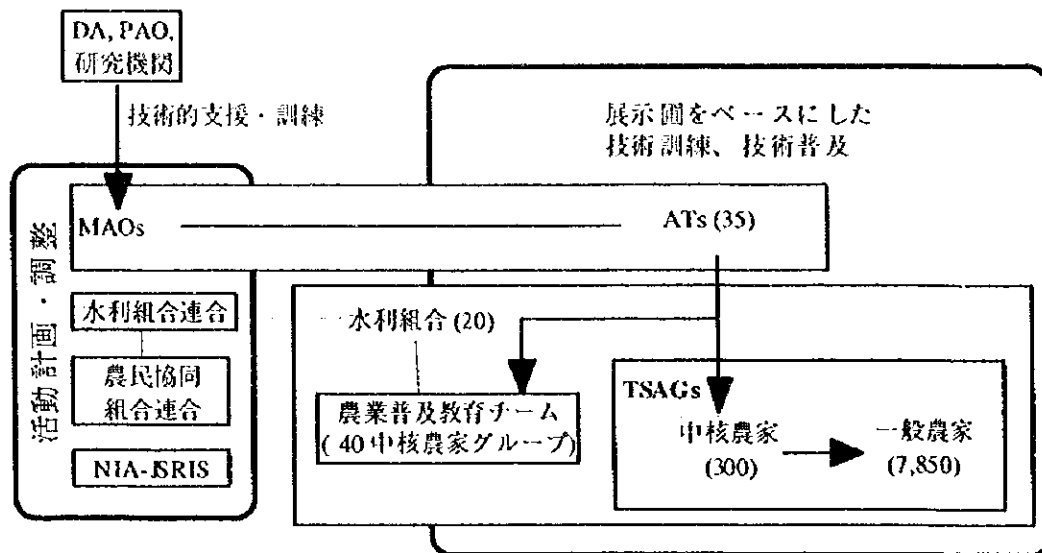 DA, PAO,
研究機図
技術的支援・訓練
展示圃をベースにした
技術訓練、技術普及
活動計画・調整
MAOs
ATs (35)
水利組合連合
農民協同
組合連合
NIA-JSRIS
水利組合 (20)
農業普及教育チーム
( 40中核農家グループ)
TSAGs
中核農家
(300)
一般農家
(7,850)